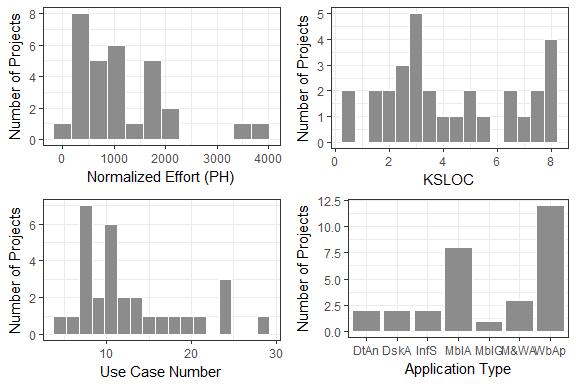 Number of Projects
8
6
4
2
0
0
1000
2000
3000
4000
Normalized Effort (PH)
Number of Projects
5
4
3
2
1
0
0
2
4
6
8
KSLOC
Number of Projects
6
4
2
0
10
20
30
Use Case Number
Number of Projects
12.5
10.0
7.5
5.0
2.5
0.0
DtAn
DskA
InfS
MblA
MblG
M&WA
WbAp
Application Type